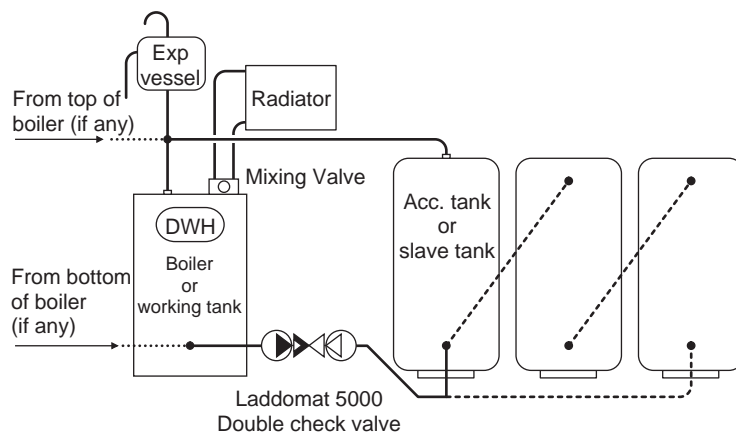 Exp
vessel
From top of
boiler (if any)
Radiator
Mixing Valve
DWH
Boiler
or
working tank
Acc. tank
or
slave tank
From bottom
of boiler
(if any)
Laddomat 5000
Double check valve